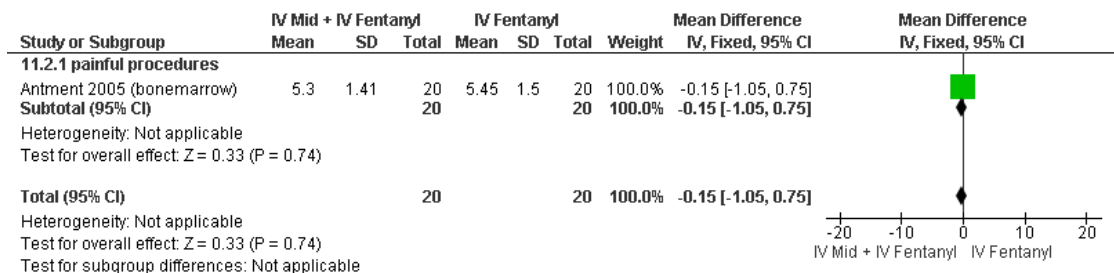 IV Mid + IV Fentanyl IV Fentanyl Mean Difference Mean Difference
Study or Subgroup Mean SD Total Mean SD Total Weight IV, Fixed, 95% CI IV, Fixed, 95% CI
11.2.1 painful procedures
Antment 2005 (bonemarrow) 5.3 1.41 20 5.45 1.5 20 100.0% -0.15 [-1.05, 0.75]
Subtotal (95% CI) 20 20 100.0% -0.15 [-1.05, 0.75]
Heterogeneity: Not applicable
Test for overall effect: Z = 0.33 (P = 0.74)
Total (95% CI) 20 20 100.0% -0.15 [-1.05, 0.75]
Heterogeneity: Not applicable
Test for overall effect: Z = 0.33 (P = 0.74)
Test for subgroup differences: Not applicable
-20 -10 0 10 20
IV Mid + IV Fentanyl IV Fentanyl